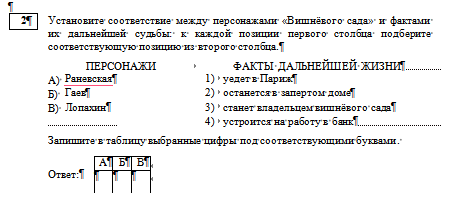 2
Установите соответствие между персонажами «Вишнёвого сада» и фактами
их дальнейшей судьбы: к каждой позиции первого столбца подберите
соответствующую позицию из второго столбца.
ПЕРСОНАЖИ ФАКТЫ ДАЛЬНЕЙШЕЙ ЖИЗНИ
А) Раневская 1) уедет в Париж
Б) Гаев 2) останется в запертом доме
В) Лопахин 3) станет владельцем вишнёвого сада
4) устроится на работу в банк
Запишите в таблицу выбранные цифры под соответствующими буквами.
А Б В
Ответ: